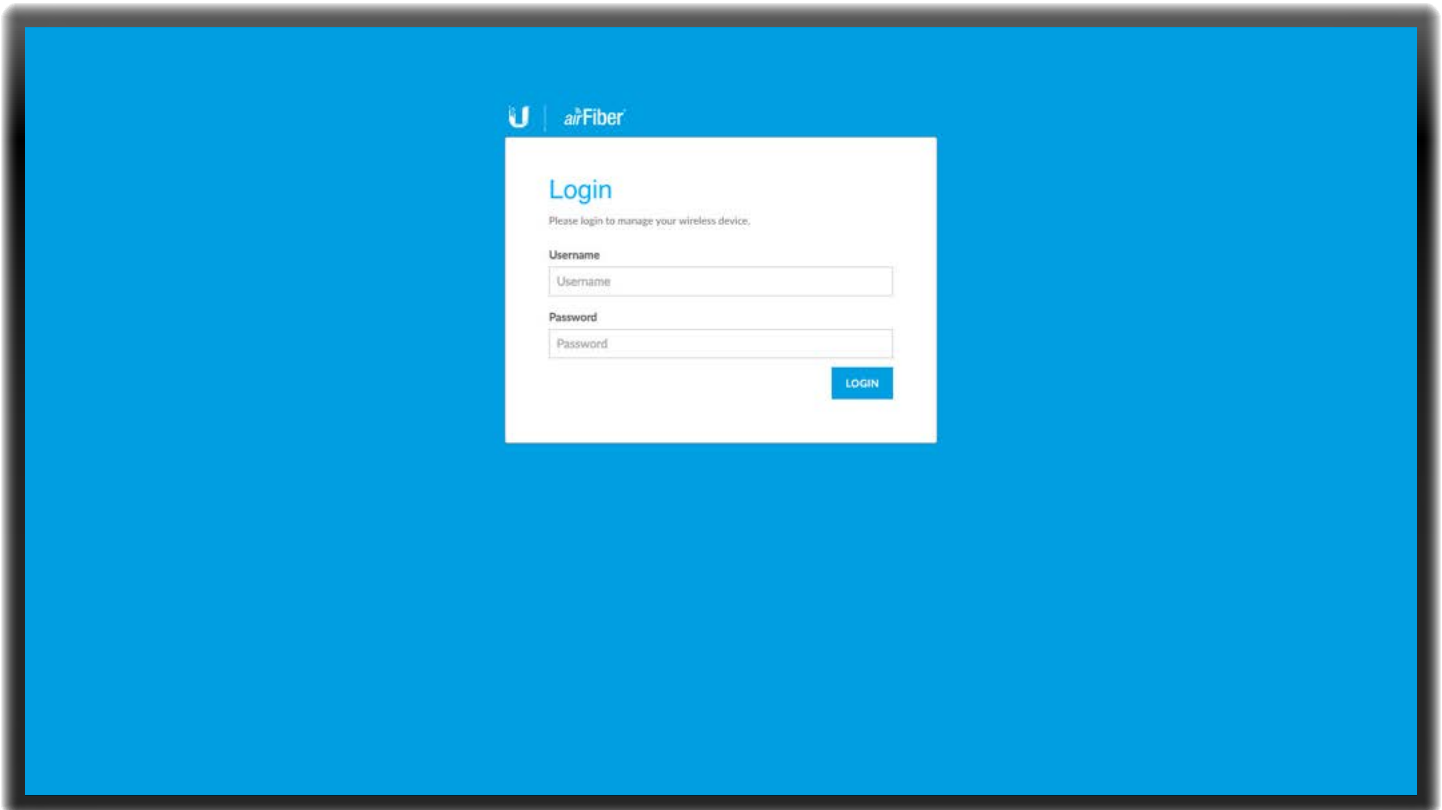 airFiber
Login
Please login to manage your wireless device.
Username
Username
Password
Password
LOGIN